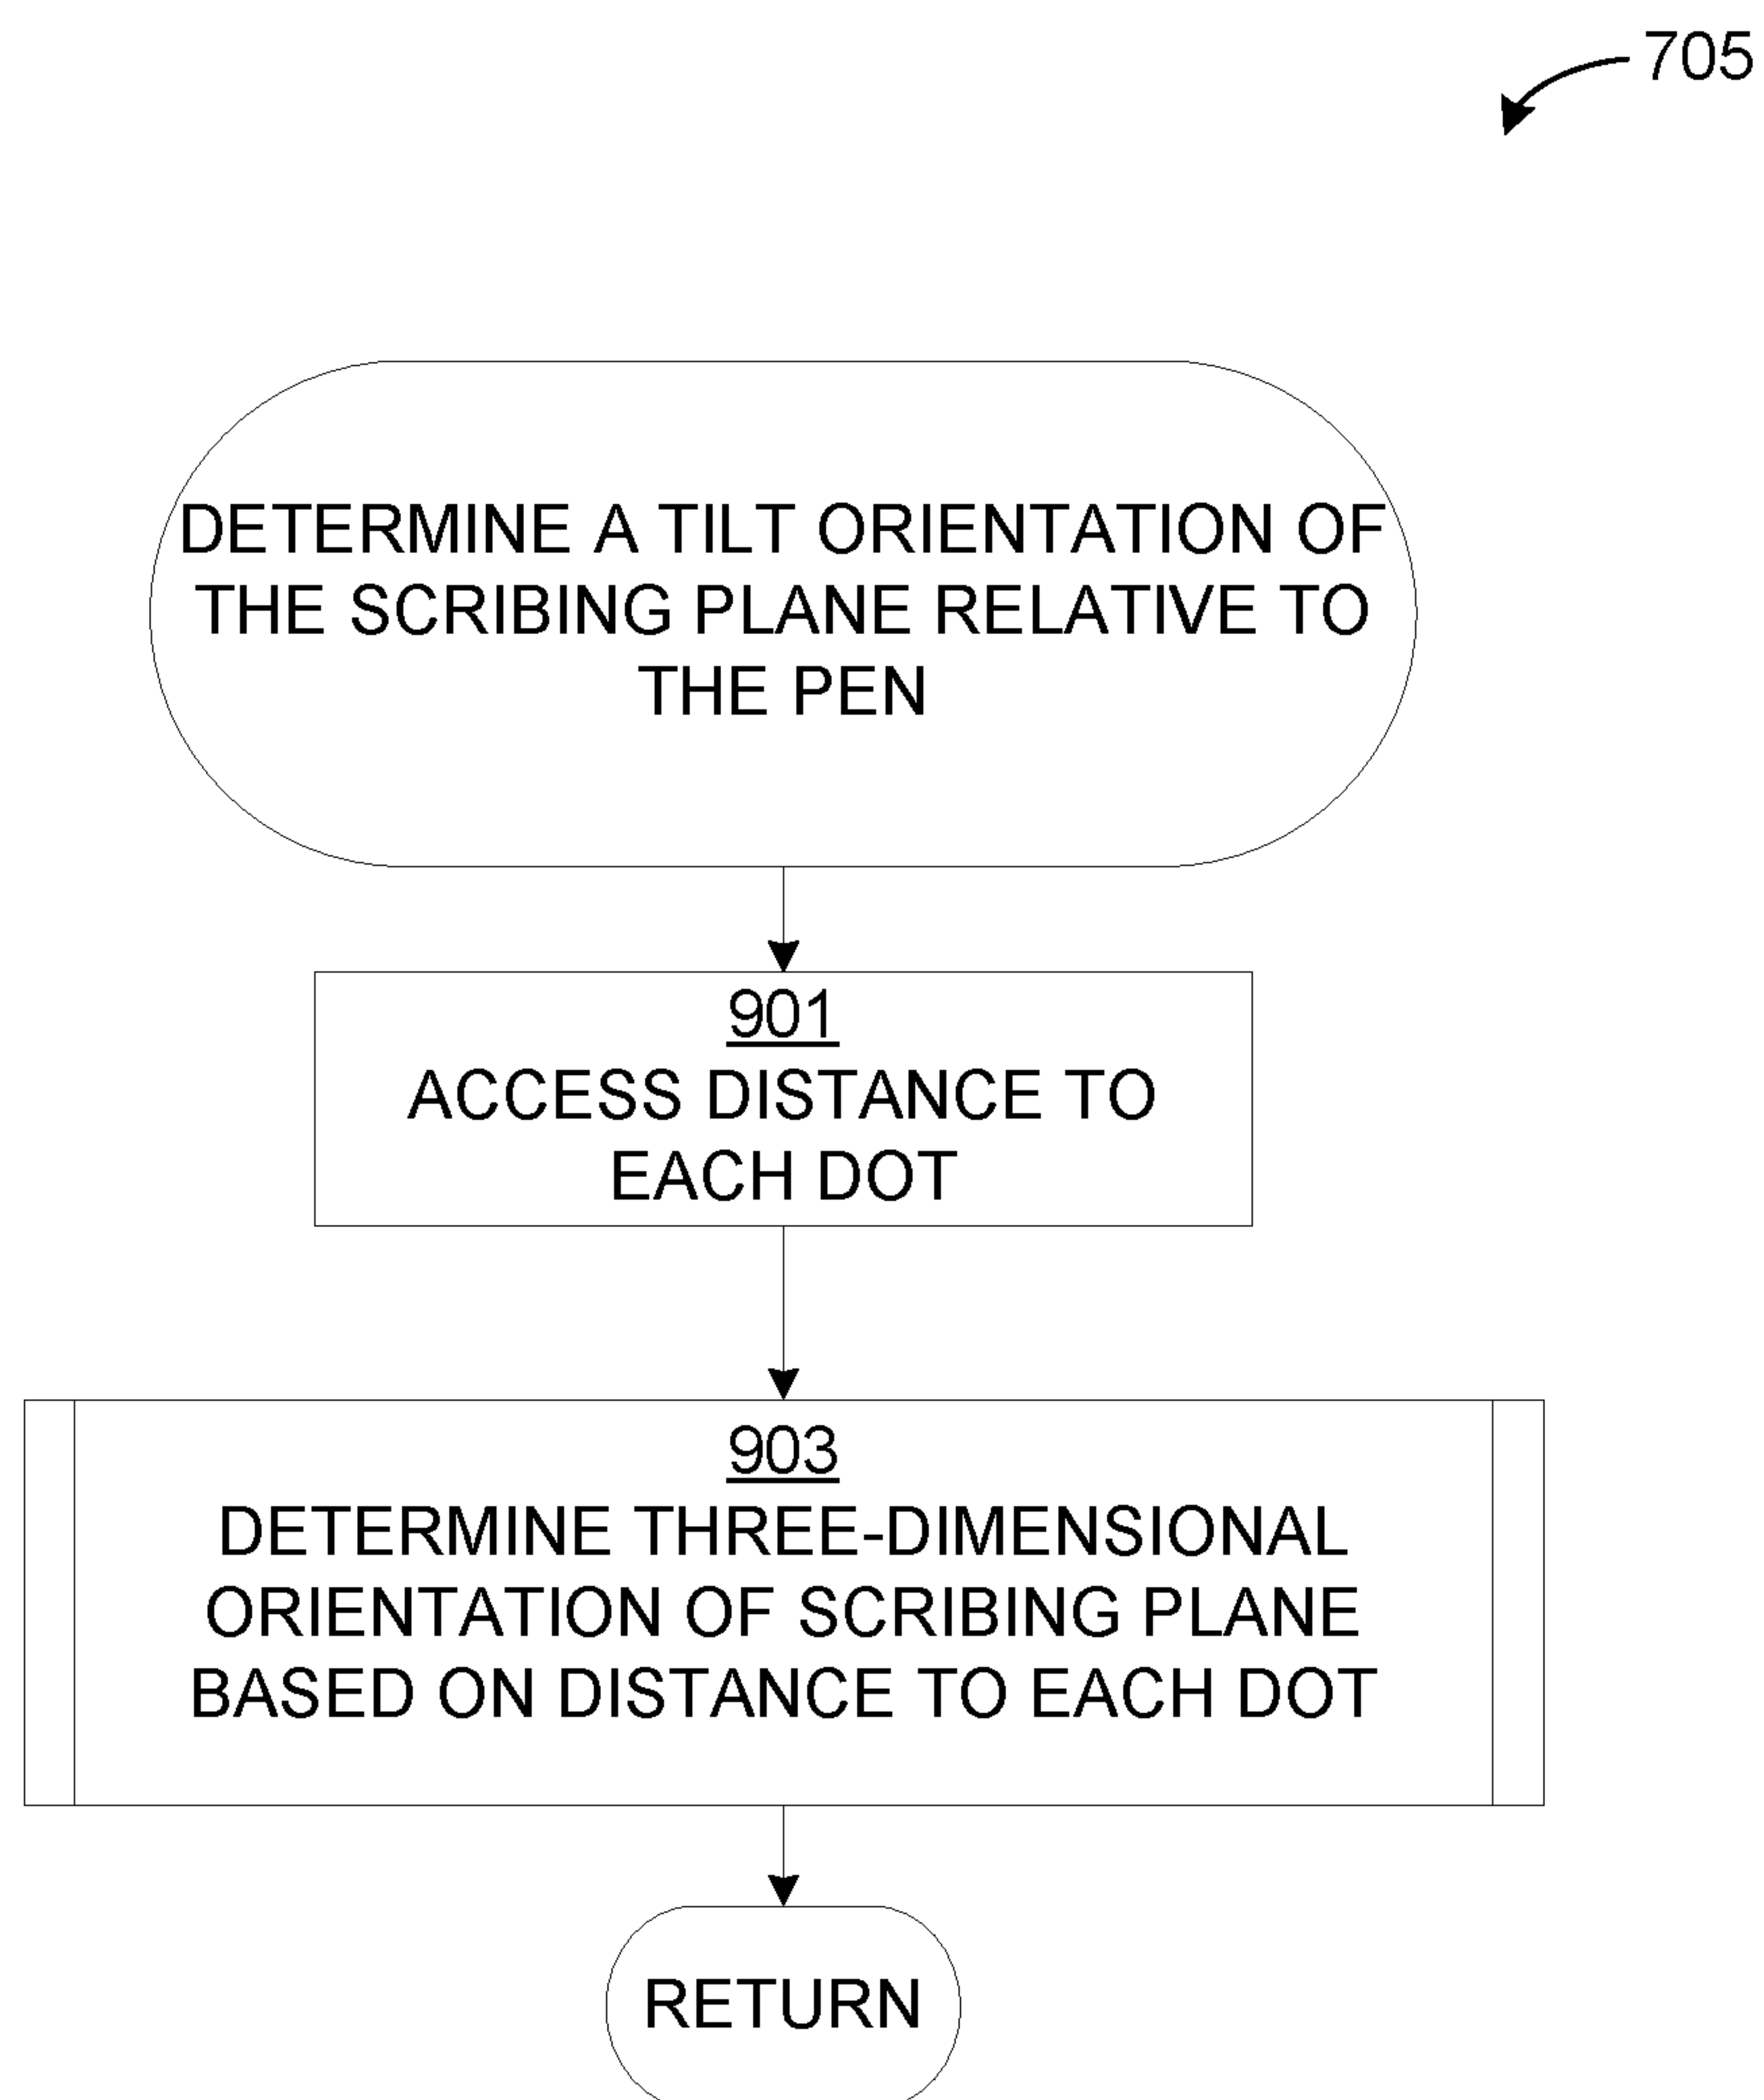 705
DETERMINE A TILT ORIENTATION OF
THE SCRIBING PLANE RELATIVE TO
THE PEN
901
ACCESS DISTANCE TO
EACH DOT
903
DETERMINE THREE-DIMENSIONAL
ORIENTATION OF SCRIBING PLANE
BASED ON DISTANCE TO EACH DOT
RETURN